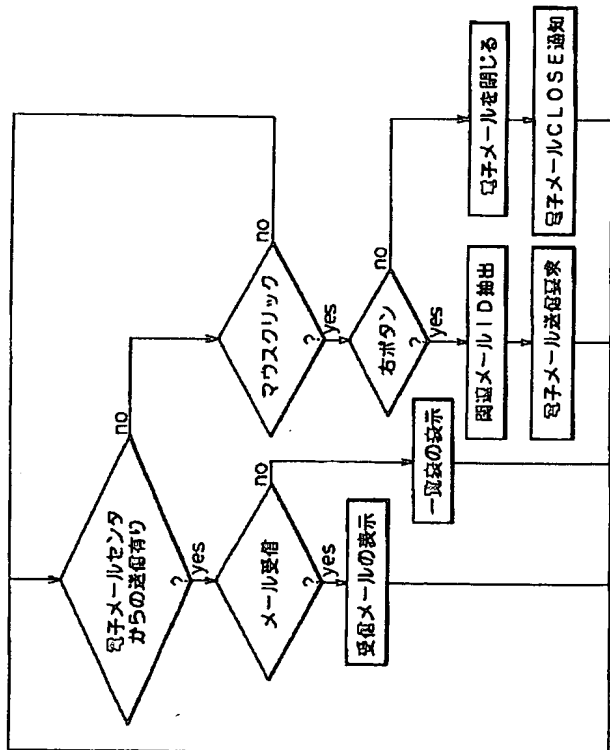 電子メールセンタ
からの送信有り
?
no
yes
マウスクリック
?
no
yes
メール受信
?
no
yes
右ボタン
?
no
yes
受信メールの表示
一覧表の表示
関連メールID抽出
電子メール送信要求
電子メールを閉じる
電子メールCLOSE通知